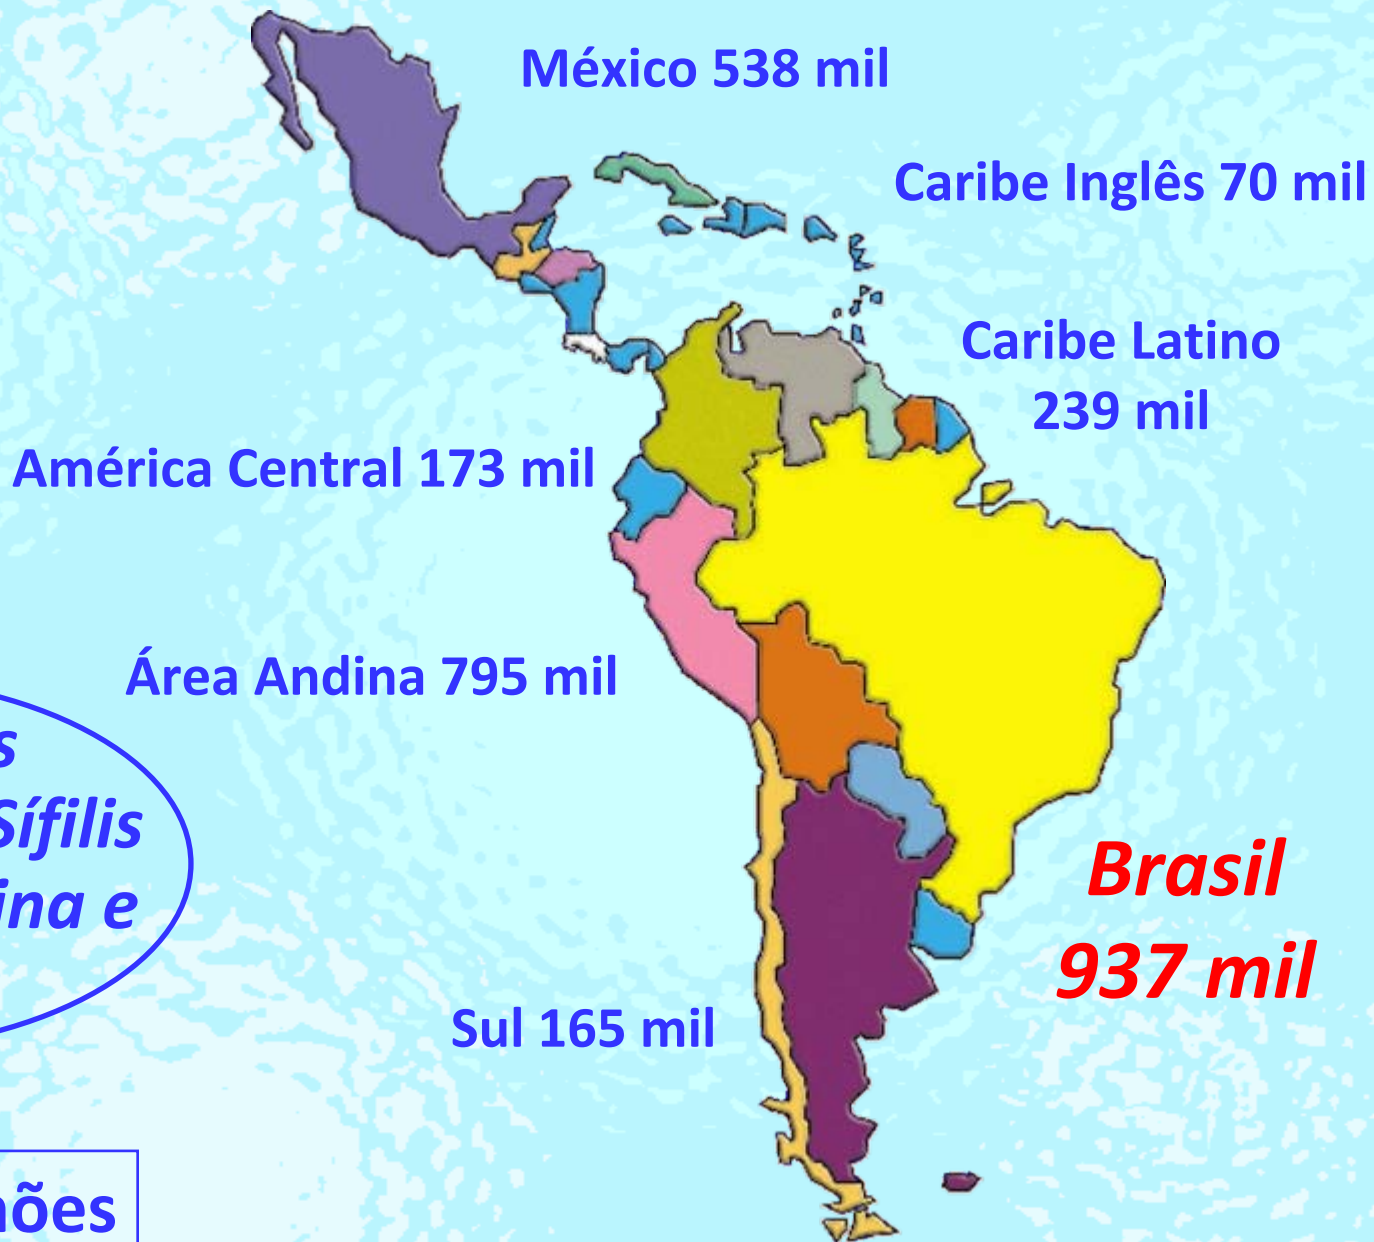 México 538 mil
Caribe Inglês 70 mil
Caribe Latino
239 mil
América Central 173 mil
Área Andina 795 mil
s
Sífilis
ina e
Brasil
937 mil
Sul 165 mil
ões